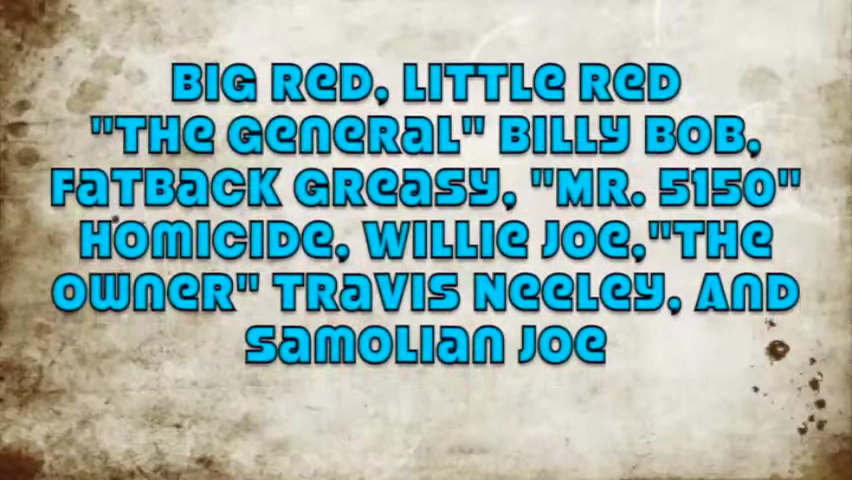 BIG RED, LITTLE RED
"THE GENERAL" BILLY BOB,
FATBACK GREASY, "MR. 5150"
HOMICIDE, WILLIE JOE,"THE
OWNER" TRAVIS NEELEY, AND
SAMOLIAN JOE